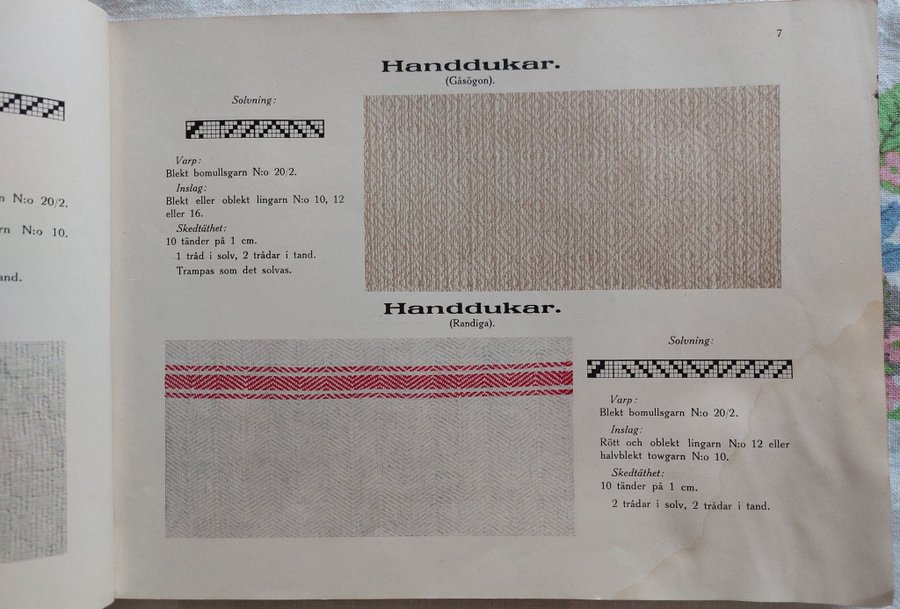 n N:o 20/2.
rn N:o 10.
and.
7
Handdukar.
(Gåsögon).
Solvning:
Varp:
Blekt bomullsgarn N:o 20/2.
Inslag:
Blekt eller oblekt lingarn N:o 10, 12
eller 16.
Skedtäthet:
10 tänder på 1 cm.
1 tråd i solv, 2 trådar i tand.
Trampas som det solvas.
Handdukar.
(Randiga).
Solvning:
Varp:
Blekt bomullsgarn N:o 20/2.
Inslag:
Rött och oblekt lingarn N:o 12 eller
halvblekt towgarn N:o 10.
Skedtäthet:
10 tänder på 1 cm.
2 trådar i solv, 2 trådar i tand.